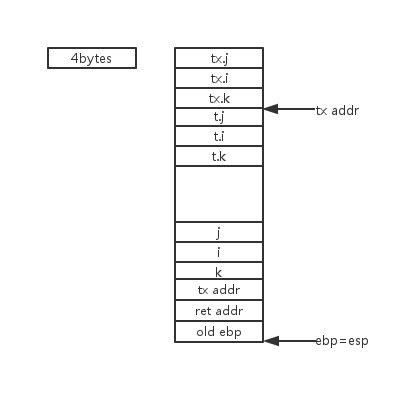 4bytes
tx.j
tx.i
tx.k
tx addr
t.j
t.i
t.k
j
i
k
tx addr
ret addr
old ebp
ebp=esp